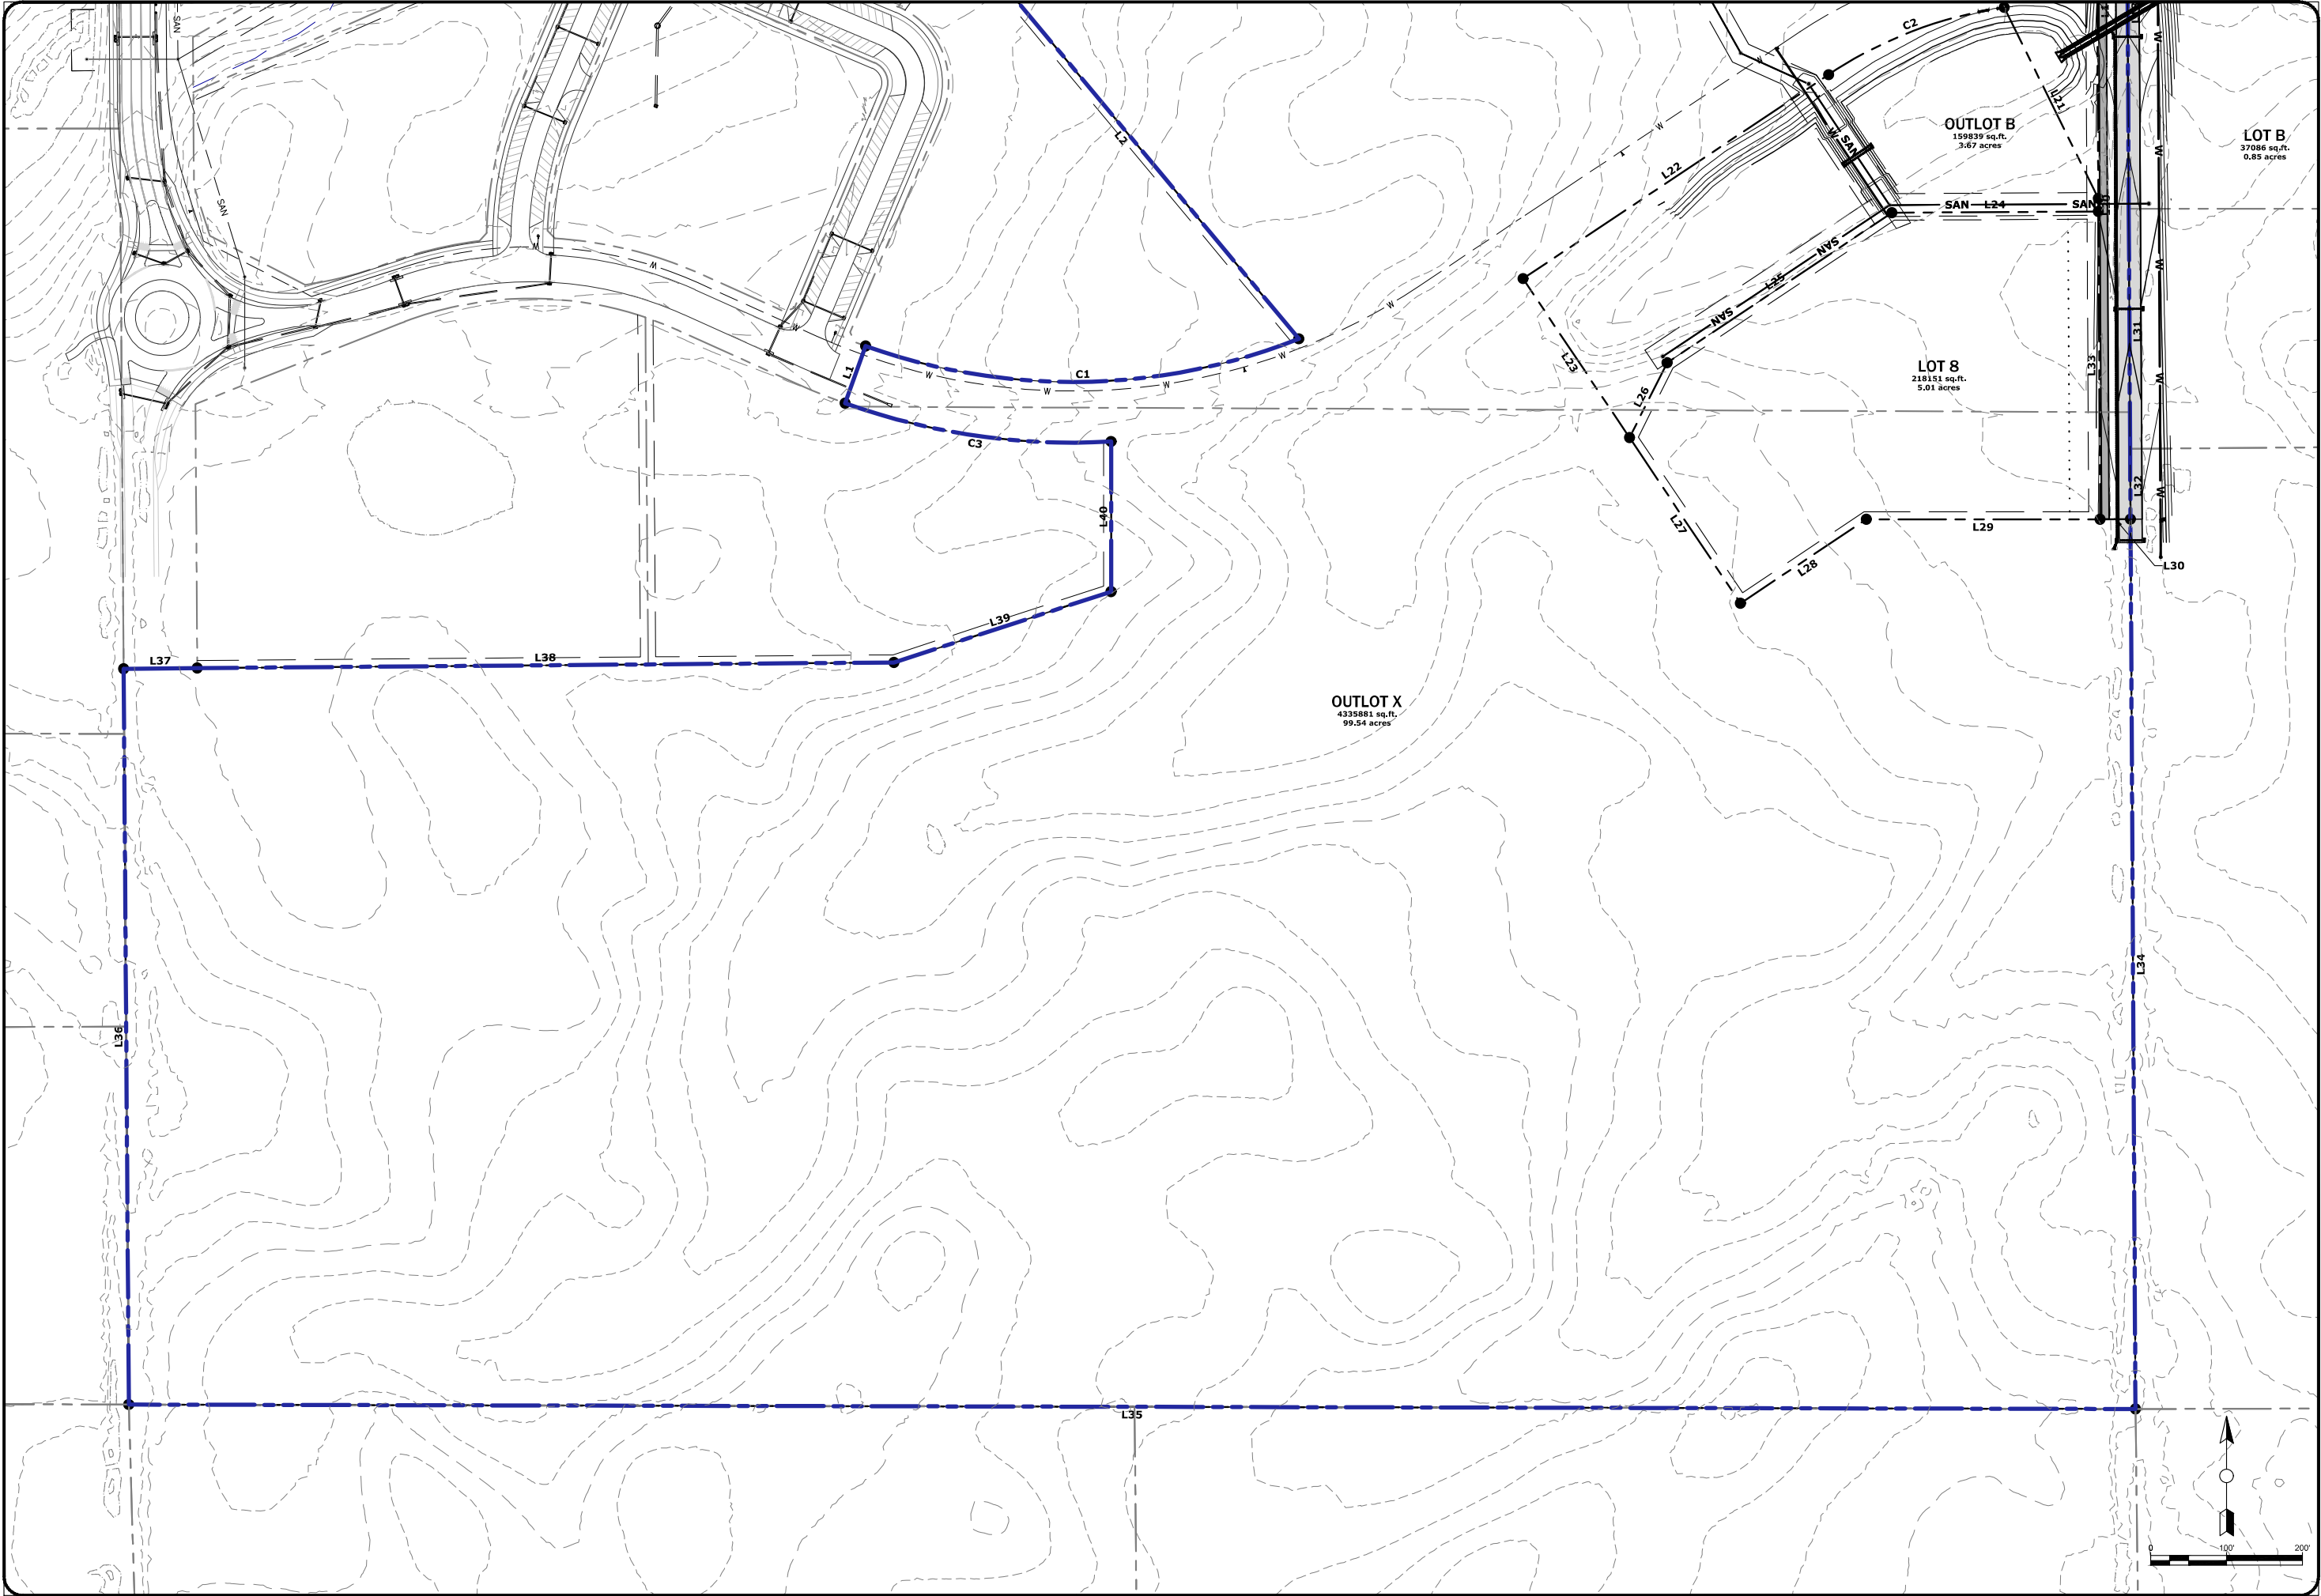 SAN
C2
W
W
L2
W
L21
OUTLOT B
159839 sq.ft.
3.67 acres
LOT B
37086 sq.ft.
0.85 acres
W
SAN
W
L22
SAN
SAN
L24
SAN
W
W
SAN
W
L25
W
W
SAN
L31
W
L1
C1
W
W
W
W
L23
L26
LOT 8
218151 sq.ft.
5.01 acres
L33
W
C3
L40
L32
W
L27
L29
L28
L30
L39
L37
L38
OUTLOT X
4335881 sq.ft.
99.54 acres
L34
L36
L35
0
100'
200'